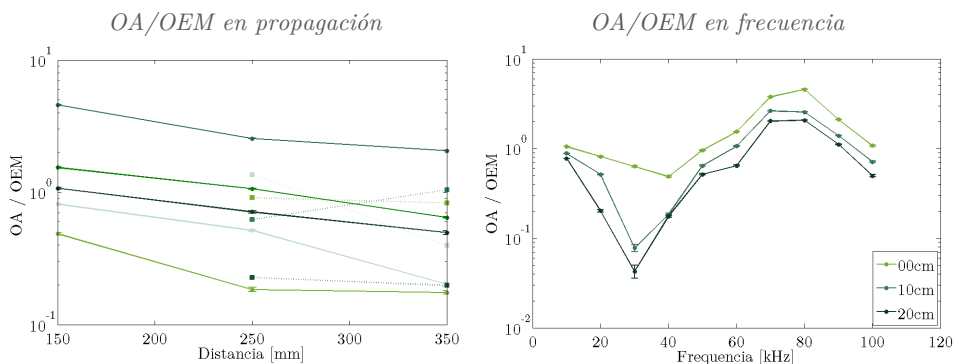 OA/OEM en propagación
10^1
10^0
10^-1
OA / OEM
150
200
250
300
350
Distancia [mm]
OA/OEM en frecuencia
10^1
10^0
10^-1
10^-2
OA / OEM
0
20
40
60
80
100
120
Frequencia [kHz]
00cm
10cm
20cm